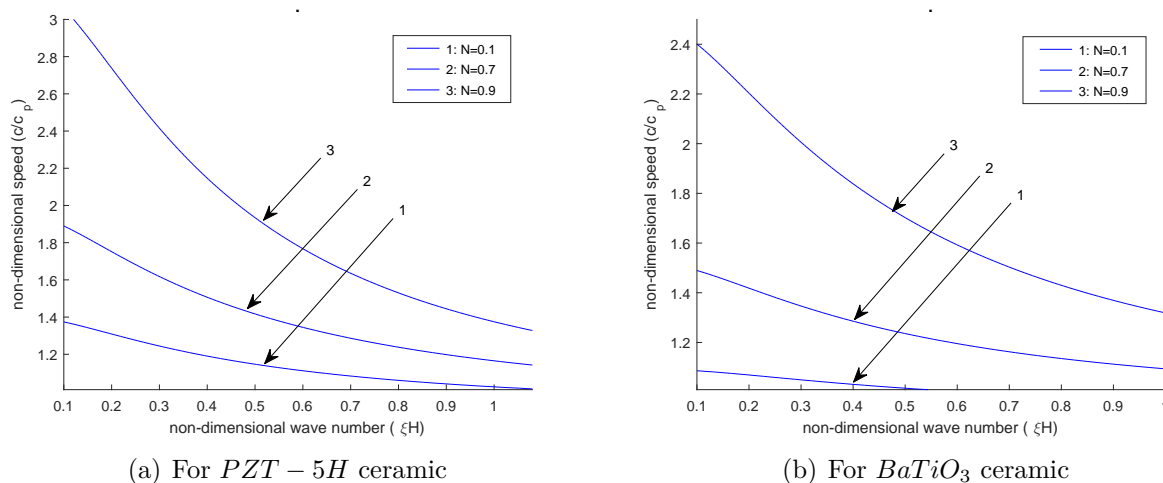 3
2.8
2.6
2.4
2.2
2
1.8
1.6
1.4
1.2
0.1 0.2 0.3 0.4 0.5 0.6 0.7 0.8 0.9 1
non-dimensional speed (c/c p)
non-dimensional wave number ( ξH)
1: N=0.1
2: N=0.7
3: N=0.9
3
2
1
(a) For PZT − 5H ceramic
2.4
2.2
2
1.8
1.6
1.4
1.2
0.1 0.2 0.3 0.4 0.5 0.6 0.7 0.8 0.9 1
non-dimensional speed (c/c p)
non-dimensional wave number ( ξH)
1: N=0.1
2: N=0.7
3: N=0.9
3
2
1
(b) For BaTiO3 ceramic